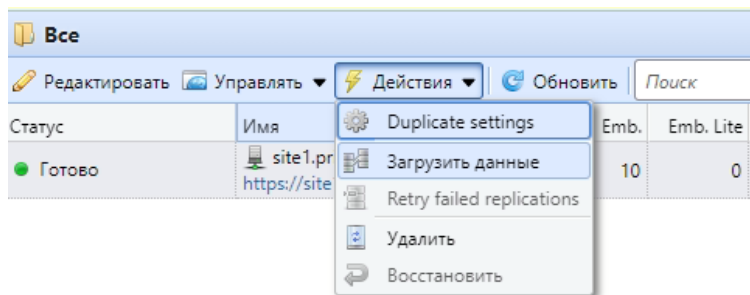 Все
Редактировать Управлять Действия Обновить Поиск
Статус Имя Emb. Emb. Lite
Duplicate settings
Готово site1.pr 10 0
https://site
Загрузить данные
Retry failed replications
Удалить
Восстановить